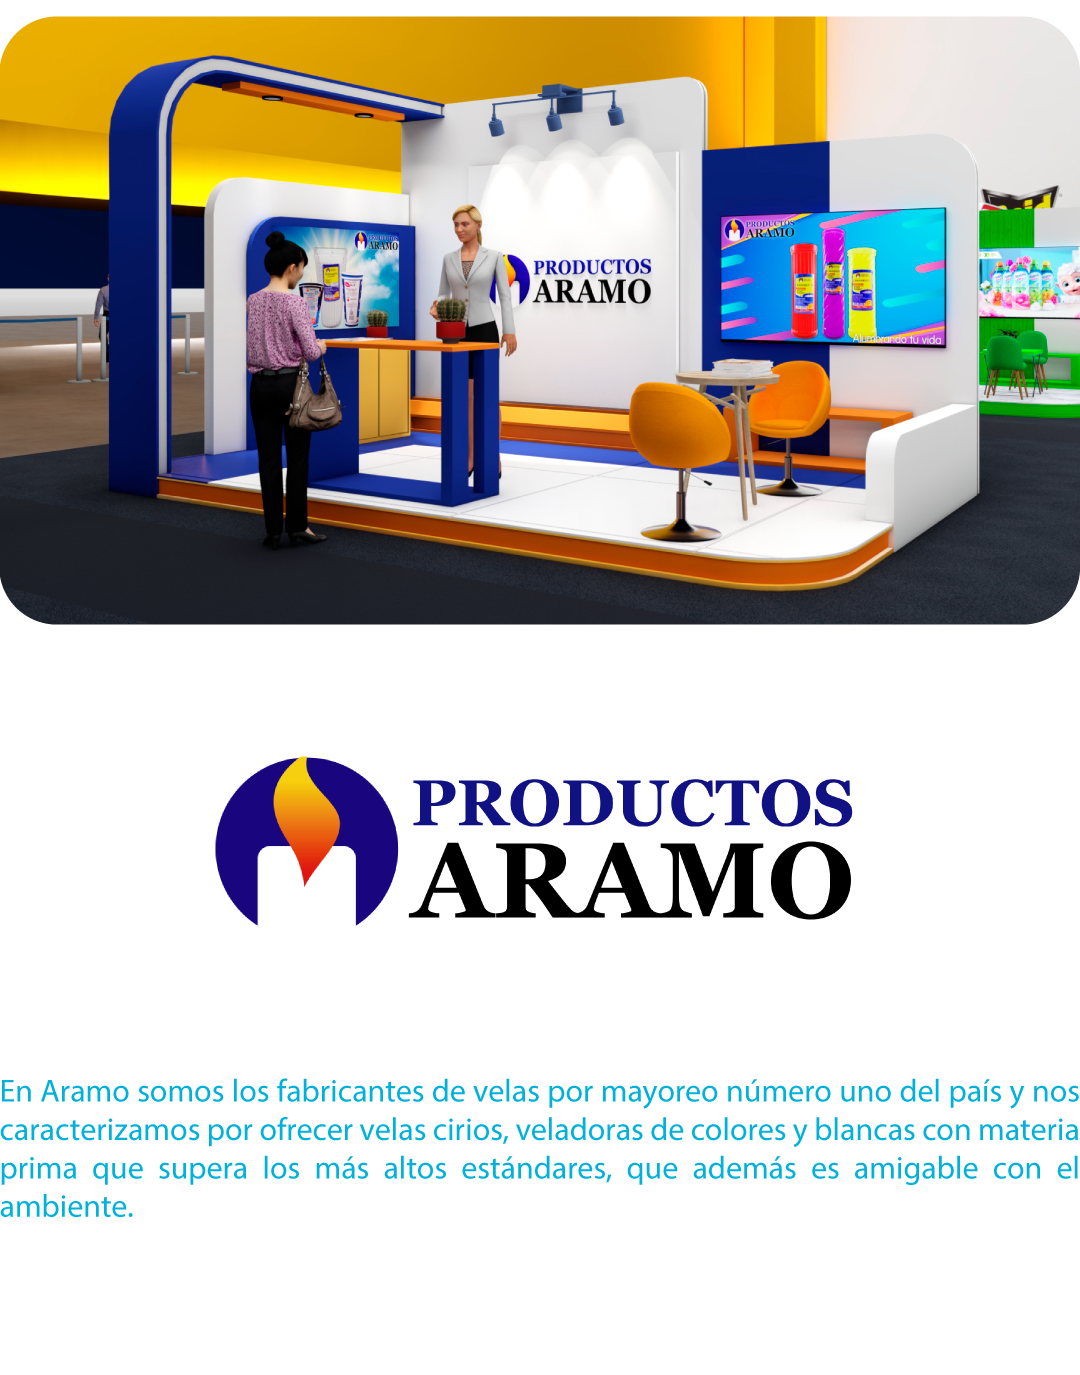 PRODUCTOS
ARAMO
PRODUCTOS
ARAMO
PRODUCTOS
ARAMO
Alumbrando tu vida
PRODUCTOS
ARAMO
En Aramo somos los fabricantes de velas por mayoreo número uno del país y nos
caracterizamos por ofrecer velas cirios, veladoras de colores y blancas con materia
prima que supera los más altos estándares, que además es amigable con el
ambiente.